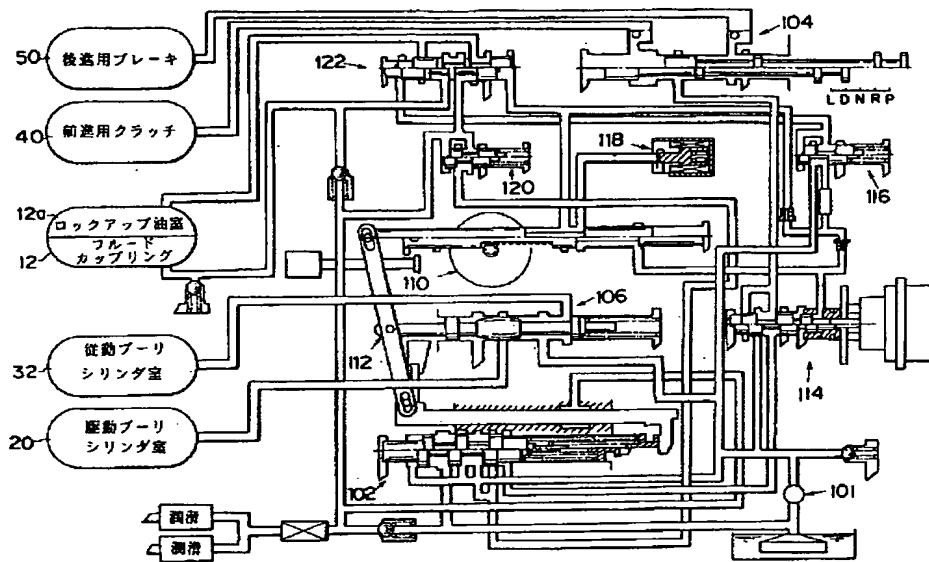 50
後進用ブレーキ
122
104
LDNRP
40
前進用クラッチ
118
120
116
12a
ロックアップ油室
12
フルード
カップリング
110
106
112
32
従動プーリ
シリンダ室
114
20
駆動プーリ
シリンダ室
102
101
潤滑
潤滑